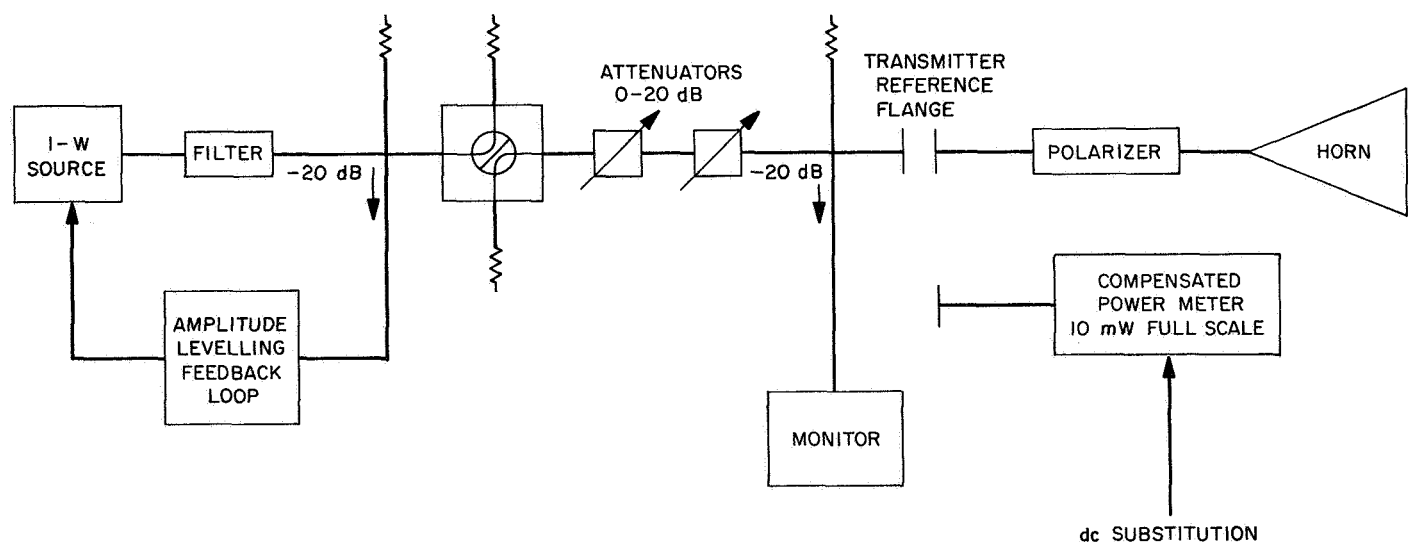 1-W
SOURCE
FILTER
-20 dB
ATTENUATORS
0-20 dB
-20 dB
TRANSMITTER
REFERENCE
FLANGE
POLARIZER
HORN
AMPLITUDE
LEVELLING
FEEDBACK
LOOP
MONITOR
COMPENSATED
POWER METER
10 mW FULL SCALE
dc SUBSTITUTION